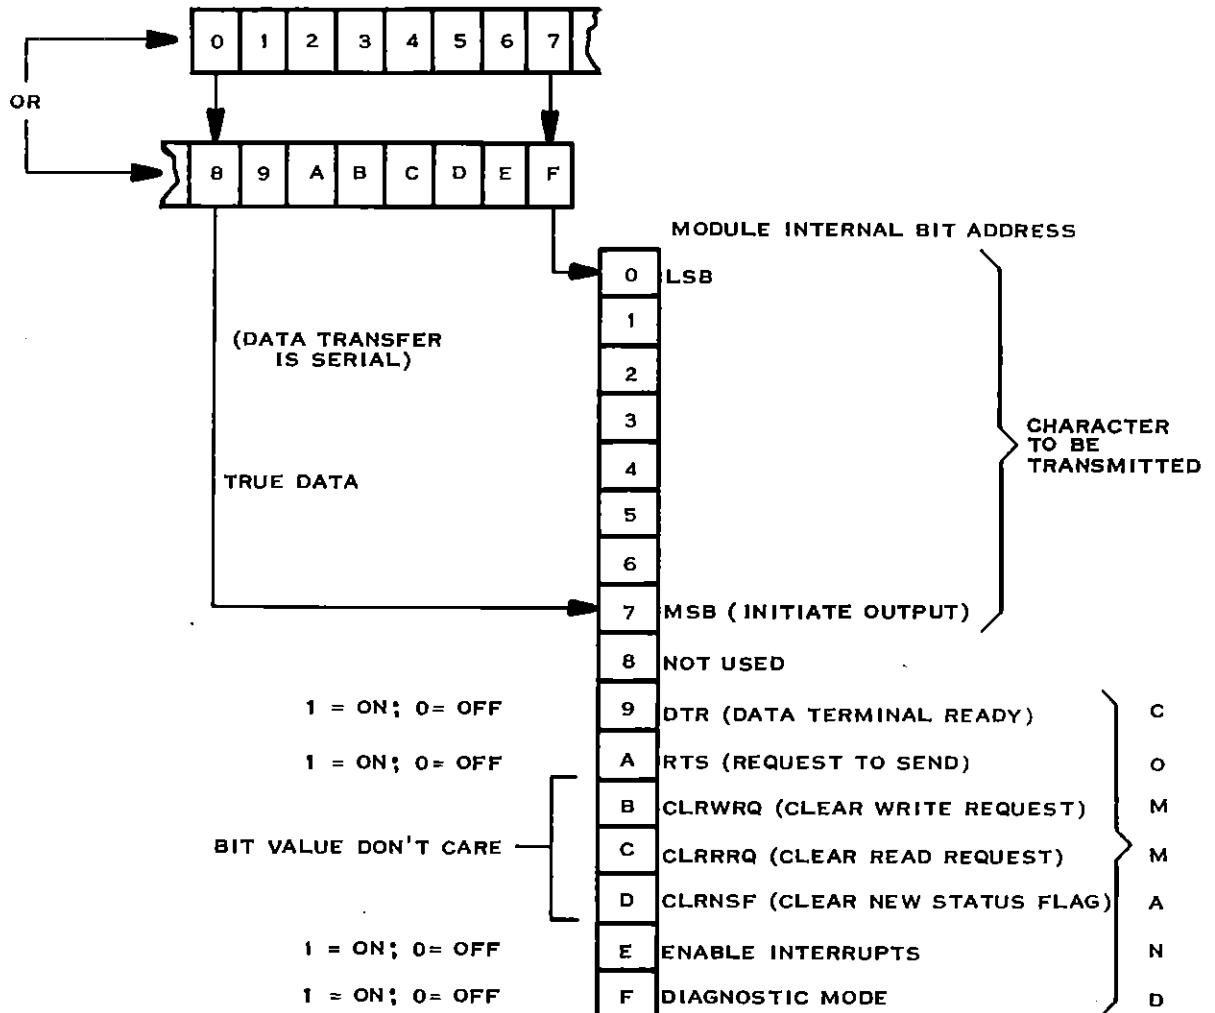 0 1 2 3 4 5 6 7
OR
8 9 A B C D E F
MODULE INTERNAL BIT ADDRESS
0 LSB
1
(DATA TRANSFER
IS SERIAL)
2
3
CHARACTER
TO BE
TRANSMITTED
4
TRUE DATA
5
6
7 MSB (INITIATE OUTPUT)
8 NOT USED
1 = ON; 0= OFF 9 DTR (DATA TERMINAL READY) C
1 = ON; 0= OFF A RTS (REQUEST TO SEND) O
B CLRWRQ (CLEAR WRITE REQUEST) M
BIT VALUE DON'T CARE C CLRRRQ (CLEAR READ REQUEST) M
D CLRNSF (CLEAR NEW STATUS FLAG) A
1 = ON; 0= OFF E ENABLE INTERRUPTS N
1 = ON; 0= OFF F DIAGNOSTIC MODE D